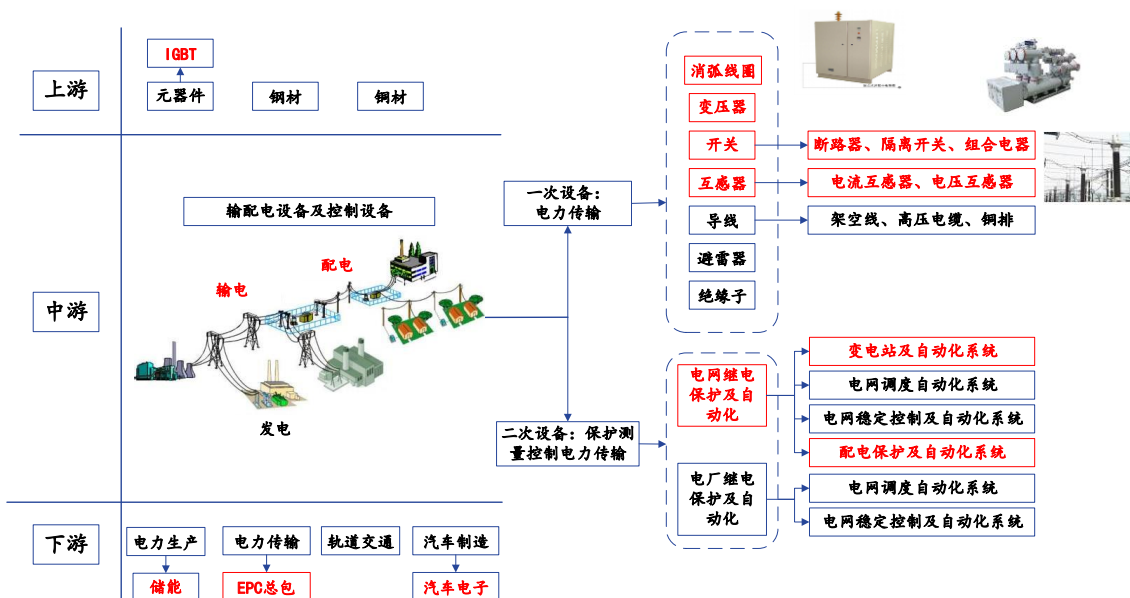 上游
IGBT
元器件
钢材
铜材
中游
输配电设备及控制设备
输电
配电
发电
一次设备：
电力传输
二次设备：保护测
量控制电力传输
消弧线圈
变压器
开关
断路器、隔离开关、组合电器
互感器
电流互感器、电压互感器
导线
架空线、高压电缆、铜排
避雷器
绝缘子
电网继电
保护及自
动化
变电站及自动化系统
电网调度自动化系统
电网稳定控制及自动化系统
配电保护及自动化系统
电厂继电
保护及自
动化
电网调度自动化系统
电网稳定控制及自动化系统
下游
电力生产
电力传输
轨道交通
汽车制造
储能
EPC总包
汽车电子